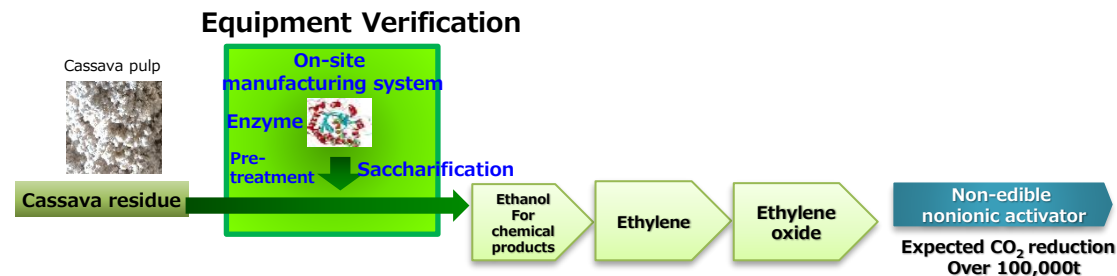 Equipment Verification
Cassava pulp
On-site
manufacturing system
Enzyme
Pre-
treatment
Saccharification
Cassava residue
Ethanol
For
chemical
products
Ethylene
Ethylene
oxide
Non-edible
nonionic activator
Expected CO₂ reduction
Over 100,000t